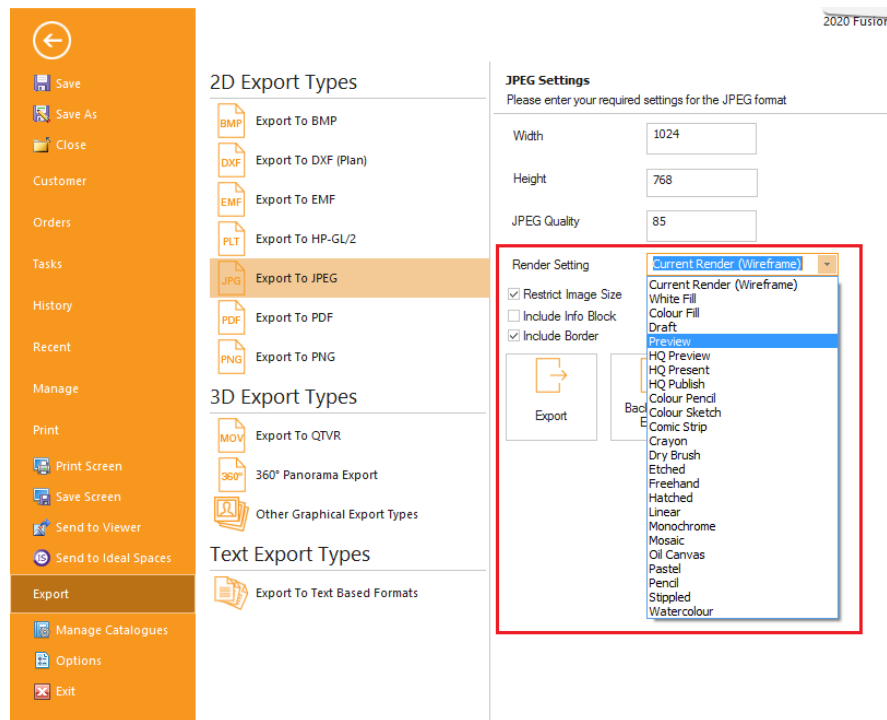 2020 Fusion
Save
Save As
Close
Customer
Orders
Tasks
History
Recent
Manage
Print
Print Screen
Save Screen
Send to Viewer
Send to Ideal Spaces
Export
Manage Catalogues
Options
Exit
2D Export Types
BMP Export To BMP
DXF Export To DXF (Plan)
EMF Export To EMF
PLT Export To HP-GL/2
JPG Export To JPEG
PDF Export To PDF
PNG Export To PNG
3D Export Types
MOV Export To QTVR
360° 360° Panorama Export
Other Graphical Export Types
Text Export Types
Export To Text Based Formats
JPEG Settings
Please enter your required settings for the JPEG format
Width 1024
Height 768
JPEG Quality 85
Render Setting Current Render (Wireframe)
Restrict Image Size
Include Info Block
Include Border
Export
Current Render (Wireframe)
White Fill
Colour Fill
Draft
Preview
HQ Preview
HQ Present
HQ Publish
Colour Pencil
Colour Sketch
Comic Strip
Crayon
Dry Brush
Etched
Freehand
Hatched
Linear
Monochrome
Mosaic
Oil Canvas
Pastel
Pencil
Stippled
Watercolour